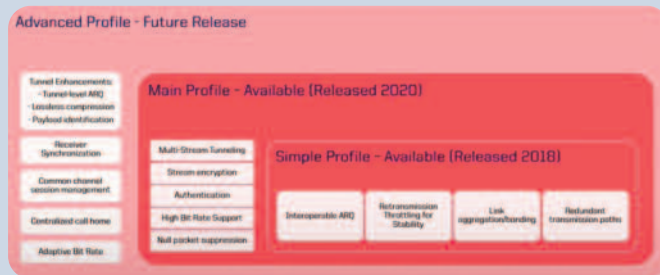 Advanced Profile - Future Release
Tunnel Enhancements:
- Tunnel-level ARQ
- Lossless compression
- Payload identification
Receiver
Synchronization
Common channel
session management
Centralized call home
Adaptive Bit Rate
Main Profile - Available (Released 2020)
Multi-Stream Tunneling
Stream encryption
Authentication
High Bit Rate Support
Null packet suppression
Simple Profile - Available (Released 2018)
Interoperable ARQ
Retransmission
Throttling for
Stability
Link
aggregation/bonding
Redundant
transmission paths